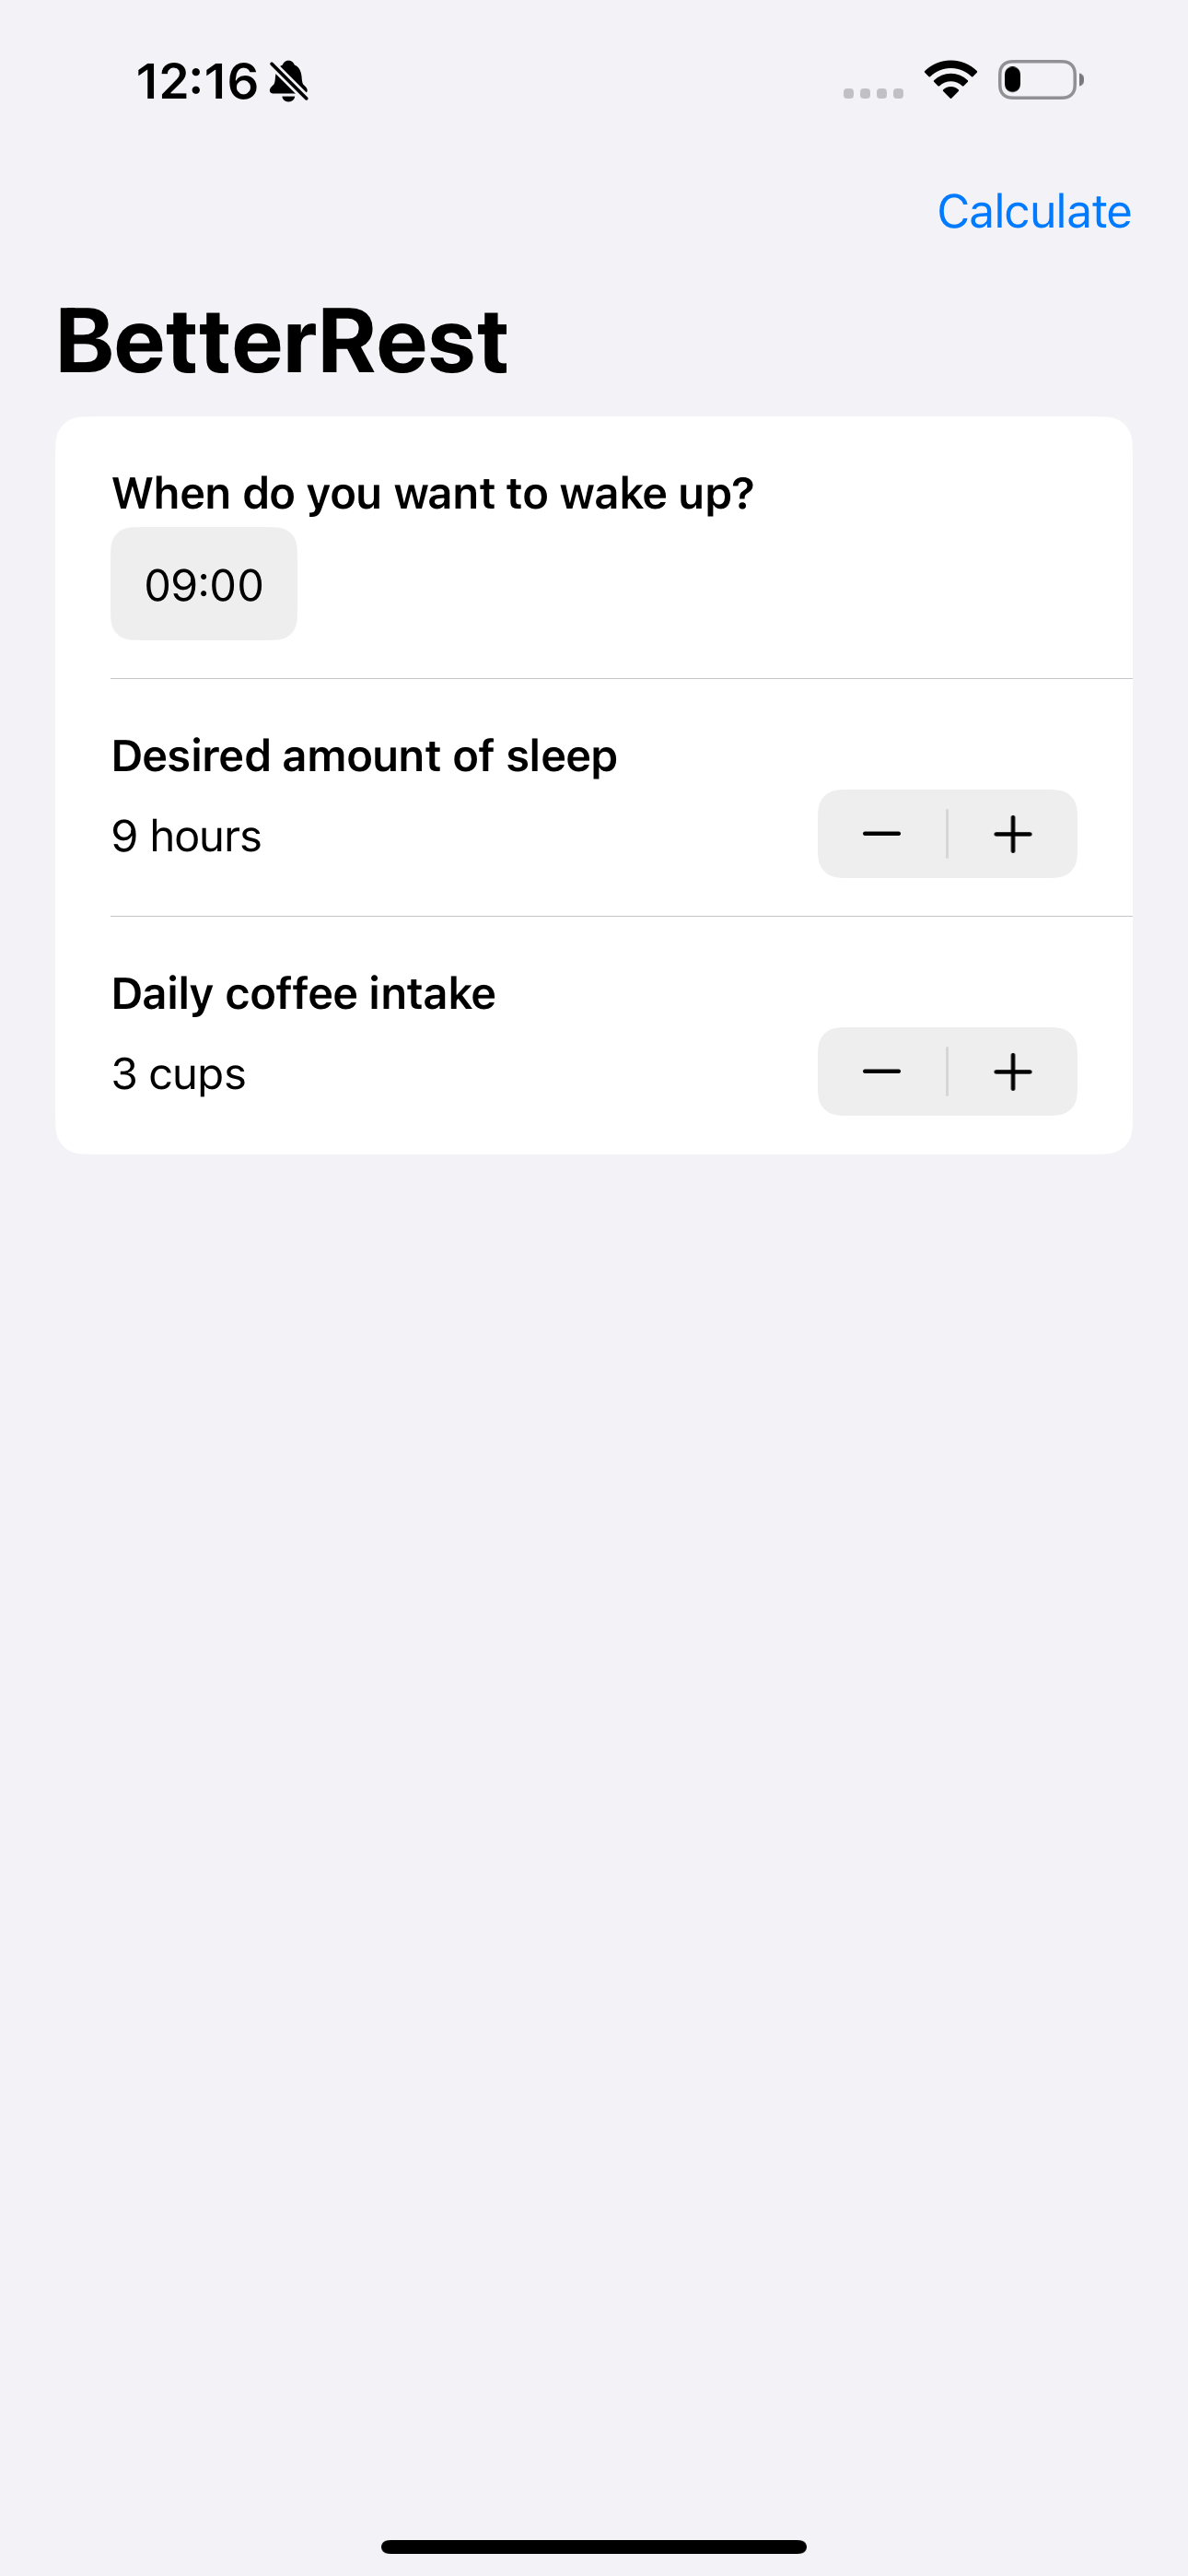 12:16
Calculate
BetterRest
When do you want to wake up?
09:00
Desired amount of sleep
9 hours
Daily coffee intake
3 cups